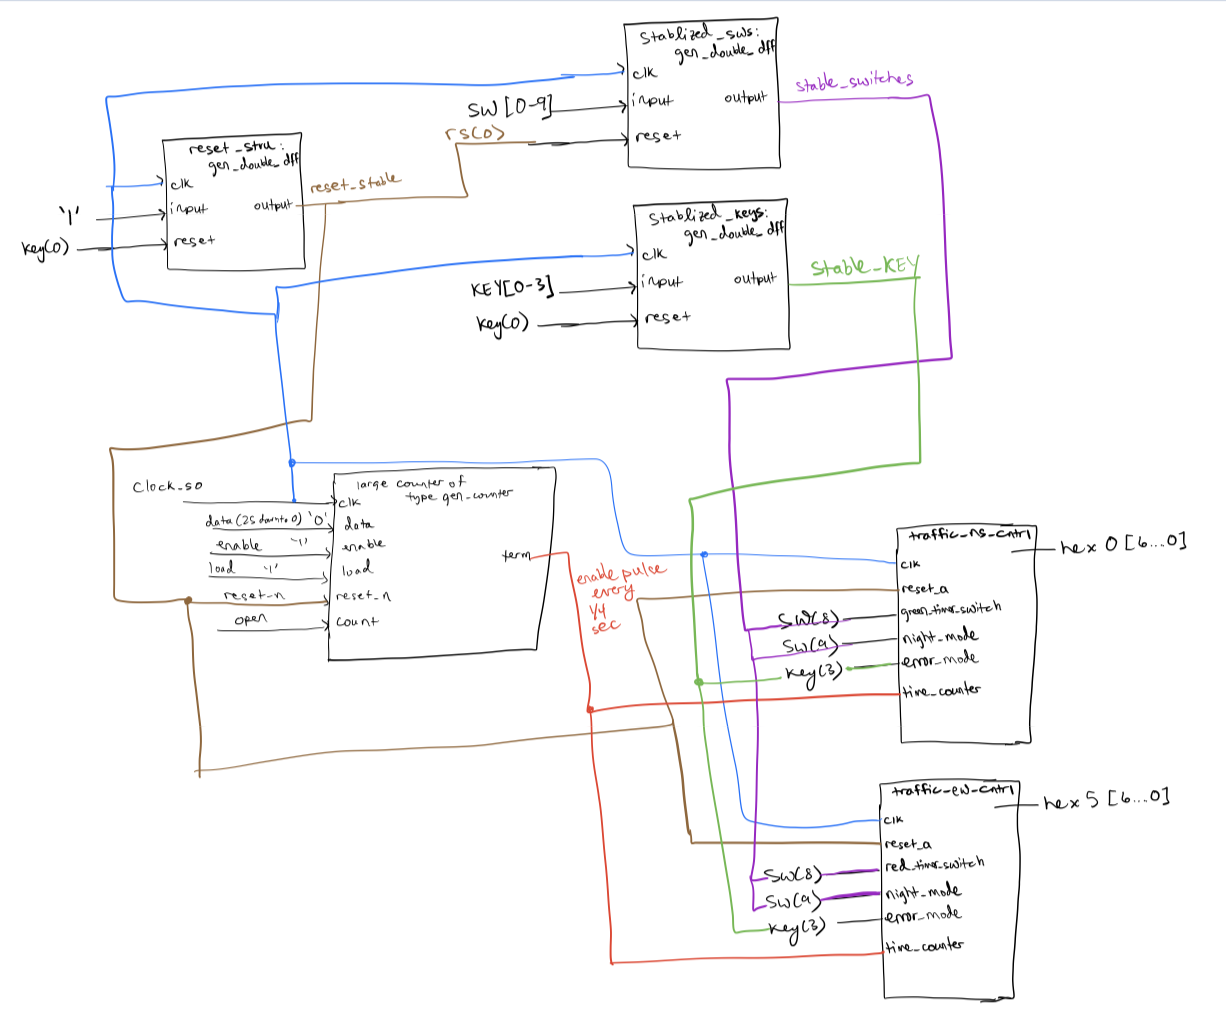 Stablized_sws:
gen_double_dff
clk
input
output
reset
SW [0-9]
rs(0)
stable_switches
gen_double_dff
clk
input
output
reset
'1'
key(0)
reset_stable
Stablized_keys:
gen_double_dff
clk
input
output
reset
KEY[0-3]
key(0)
Stable_KEY
Clock_50
large counter of
type gen_counter
clk
data(25 downto 0) '0'
data
enable '1'
enable
load '1'
load
reset_n
reset_n
open
count
term
enable pulse
every
1/4
sec
traffic_ns_cntrl
hex 0 [6...0]
clk
reset_a
SW(8)
green_timer_switch
SW(9)
night_mode
key(3)
error_mode
time_counter
traffic_ew_cntrl
hex 5 [6...0]
clk
reset_a
SW(8)
red_timer_switch
SW(9)
night_mode
key(3)
error_mode
time_counter